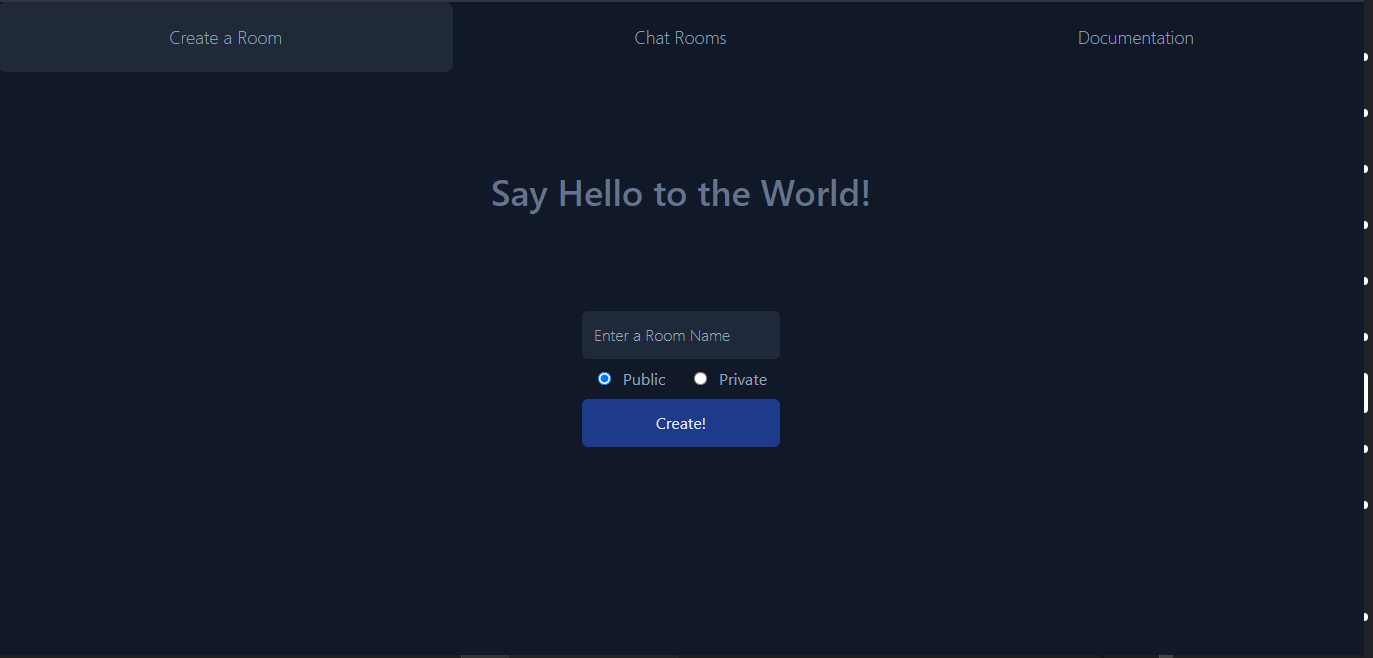 Create a Room
Chat Rooms
Documentation
Say Hello to the World!
Enter a Room Name
Public
Private
Create!